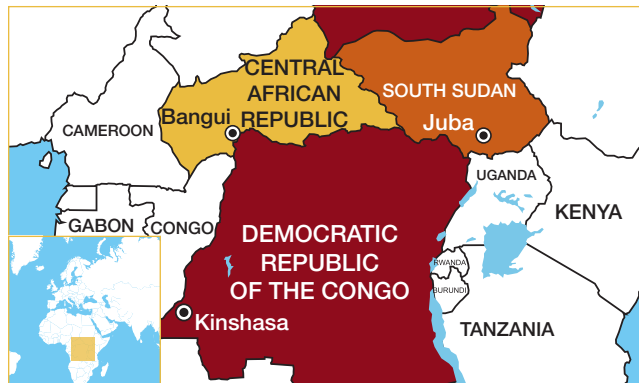 CENTRAL
AFRICAN
REPUBLIC
Bangui
SOUTH SUDAN
Juba
CAMEROON
UGANDA
KENYA
GABON
CONGO
DEMOCRATIC
REPUBLIC
OF THE CONGO
RWANDA
BURUNDI
Kinshasa
TANZANIA